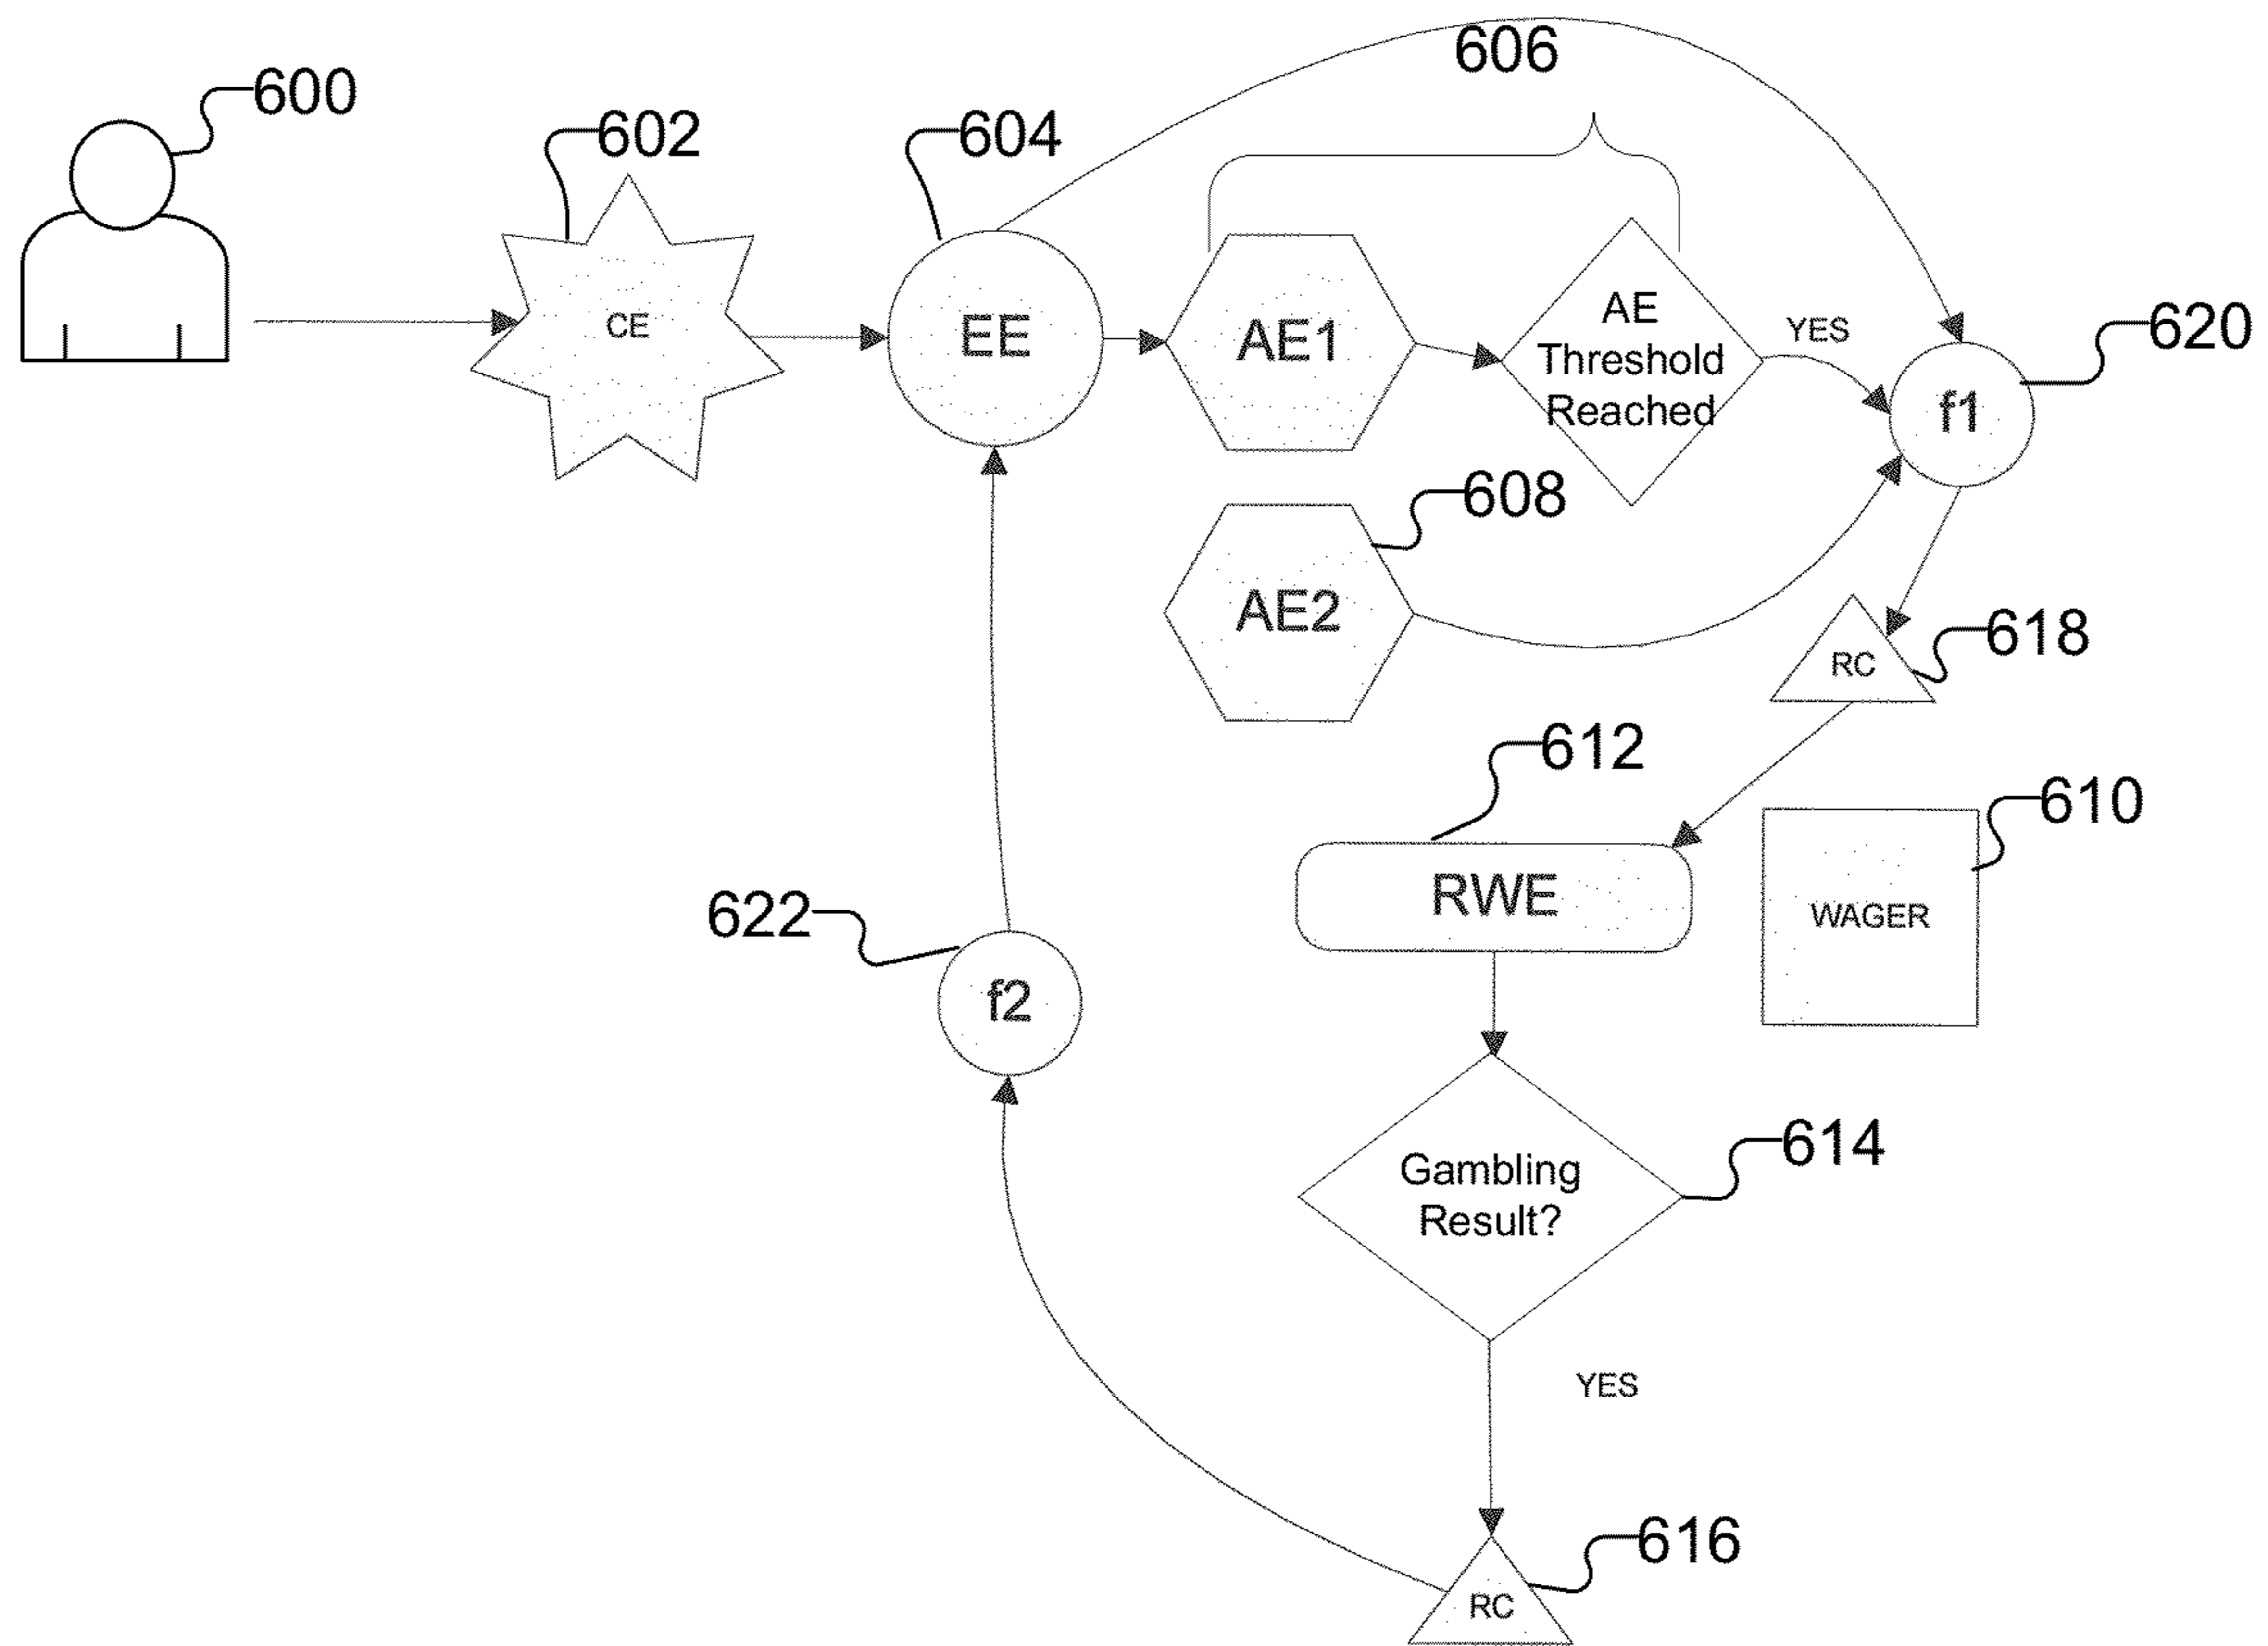 606
600
602
604
CE
EE
AE1
AE
Threshold
Reached
YES
620
f1
608
AE2
618
RC
612
610
RWE
WAGER
622
f2
614
Gambling
Result?
YES
616
RC